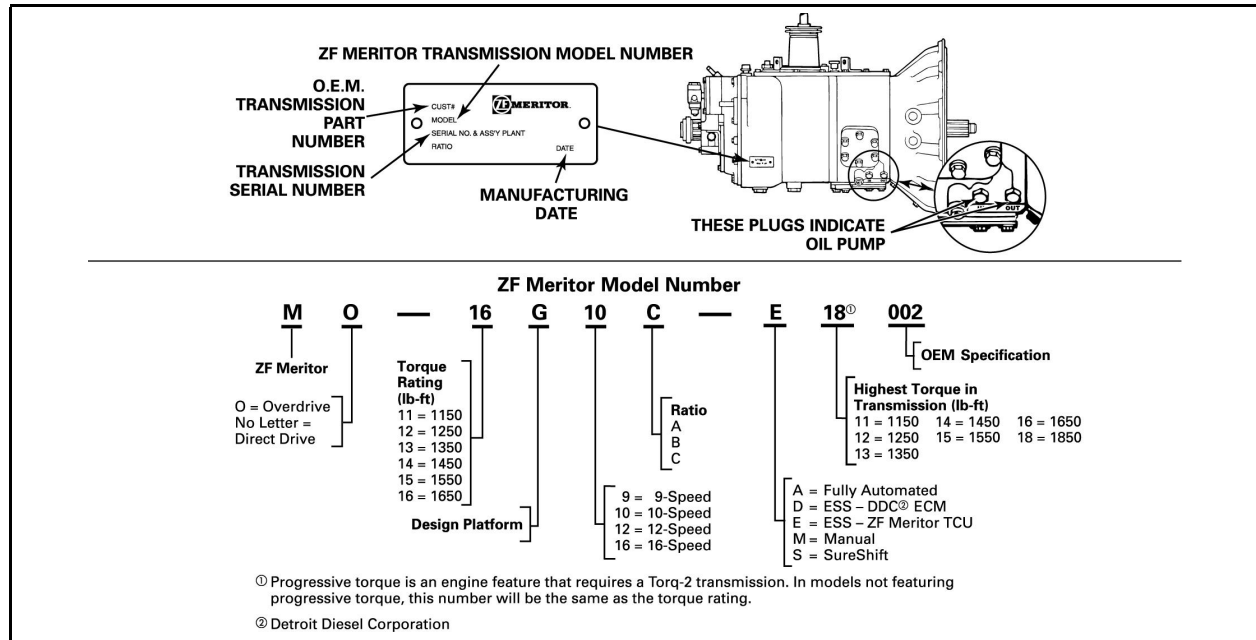 ZF MERITOR TRANSMISSION MODEL NUMBER
O.E.M.
TRANSMISSION
PART
NUMBER
TRANSMISSION
SERIAL NUMBER
CUST#
ZF MERITOR.
MODEL
SERIAL NO. & ASS'Y PLANT
RATIO
DATE
MANUFACTURING
DATE
OUT
THESE PLUGS INDICATE
OIL PUMP
ZF Meritor Model Number
M O — 16 G 10 C — E 18① 002
ZF Meritor
O = Overdrive
No Letter =
Direct Drive
Torque
Rating
(lb-ft)
11 = 1150
12 = 1250
13 = 1350
14 = 1450
15 = 1550
16 = 1650
Design Platform
9 = 9-Speed
10 = 10-Speed
12 = 12-Speed
16 = 16-Speed
Ratio
A
B
C
A = Fully Automated
D = ESS – DDC② ECM
E = ESS – ZF Meritor TCU
M = Manual
S = SureShift
Highest Torque in
Transmission (lb-ft)
11 = 1150 14 = 1450 16 = 1650
12 = 1250 15 = 1550 18 = 1850
13 = 1350
OEM Specification
① Progressive torque is an engine feature that requires a Torq-2 transmission. In models not featuring
progressive torque, this number will be the same as the torque rating.
② Detroit Diesel Corporation